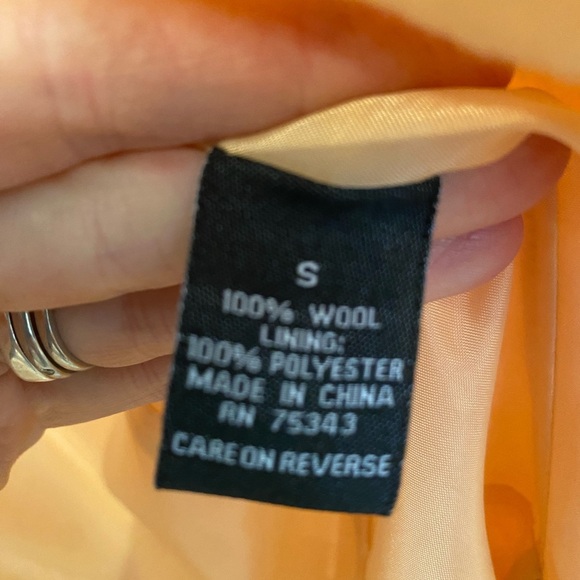 S
100% WOOL
LINING:
100% POLYESTER
MADE IN CHINA
RN 75343
CARE ON REVERSE